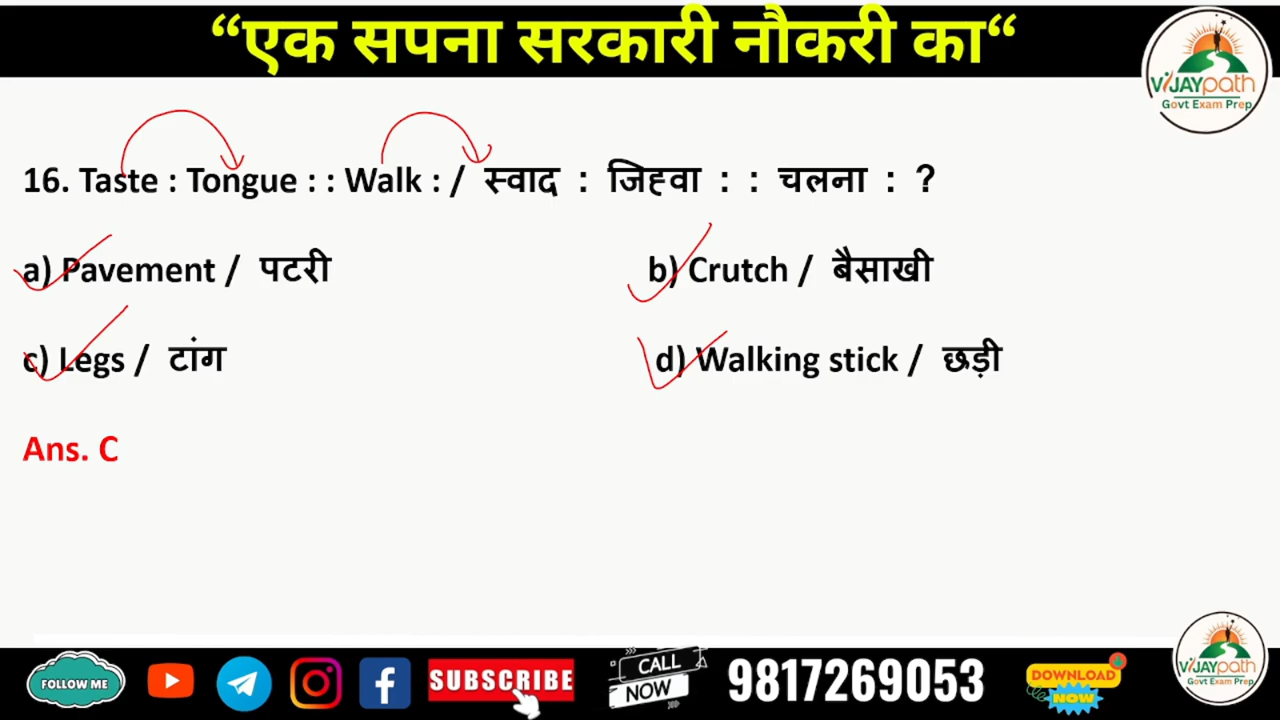 “एक सपना सरकारी नौकरी का“
VIJAYpath
Govt Exam Prep
16. Taste : Tongue : : Walk : / स्वाद : जिह्वा : : चलना : ?
a) Pavement / पटरी
b) Crutch / बैसाखी
c) Legs / टांग
d) Walking stick / छड़ी
Ans. C
FOLLOW ME
SUBSCRIBE
CALL
NOW
9817269053
DOWNLOAD
NOW
VIJAYpath
Govt Exam Prep